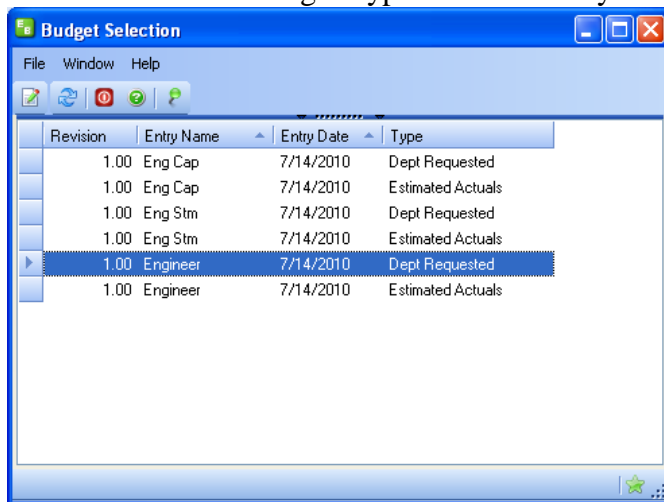 Budget Selection
File Window Help
Revision Entry Name Entry Date Type
1.00 Eng Cap 7/14/2010 Dept Requested
1.00 Eng Cap 7/14/2010 Estimated Actuals
1.00 Eng Stm 7/14/2010 Dept Requested
1.00 Eng Stm 7/14/2010 Estimated Actuals
1.00 Engineer 7/14/2010 Dept Requested
1.00 Engineer 7/14/2010 Estimated Actuals